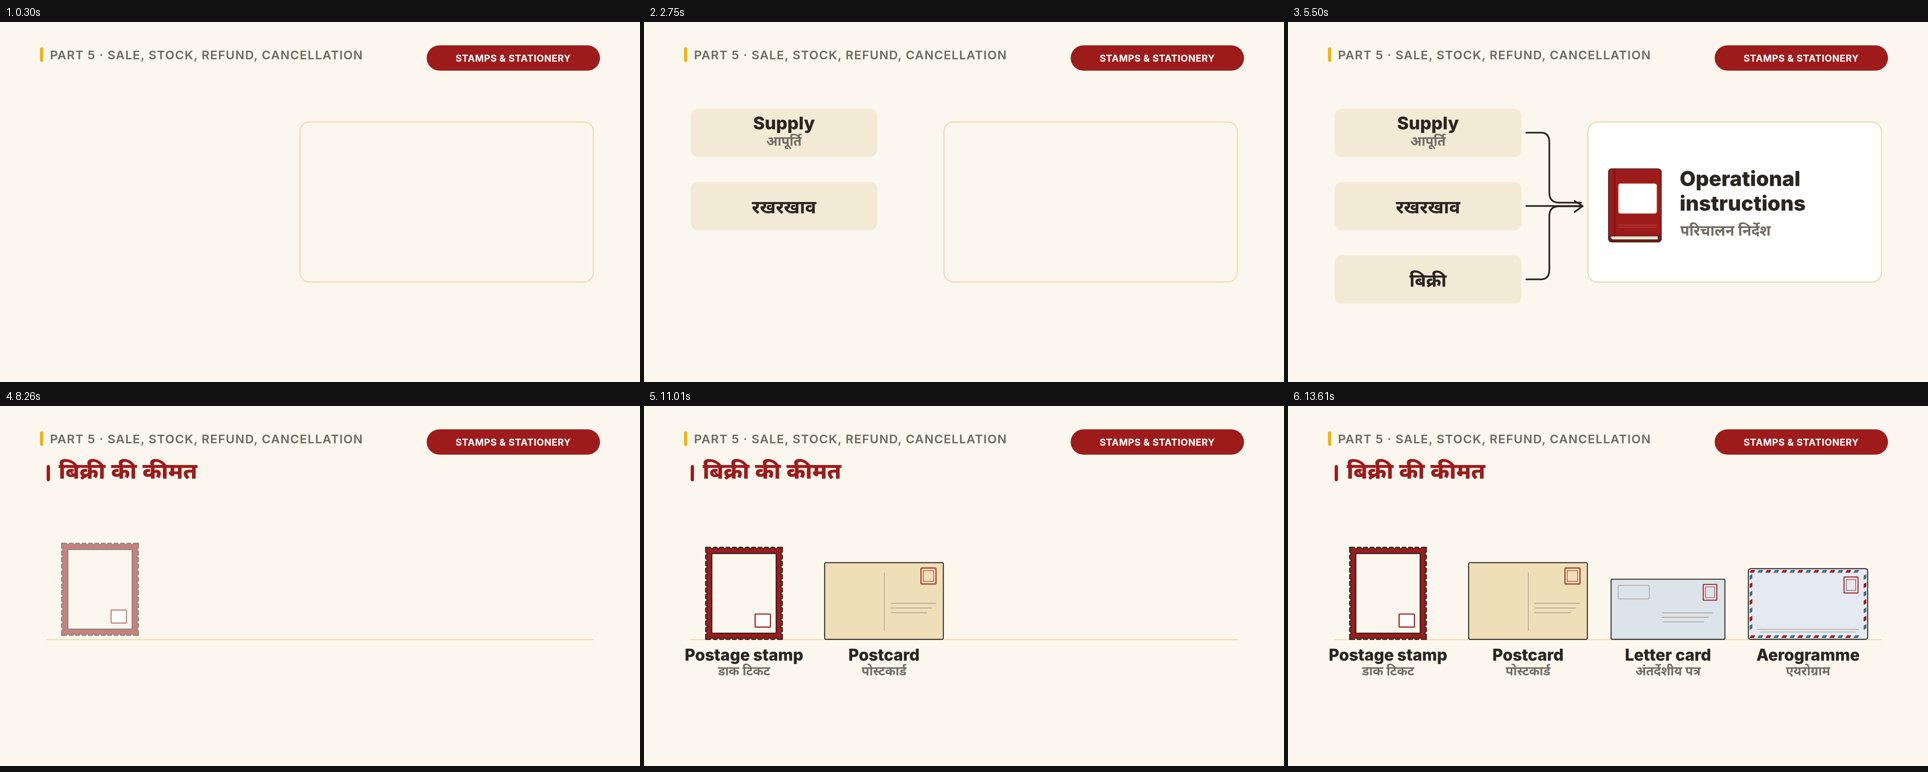 1. 0.30s
PART 5 · SALE, STOCK, REFUND, CANCELLATION
STAMPS & STATIONERY
2. 2.75s
PART 5 · SALE, STOCK, REFUND, CANCELLATION
STAMPS & STATIONERY
Supply
आपूर्ति
रखरखाव
3. 5.50s
PART 5 · SALE, STOCK, REFUND, CANCELLATION
STAMPS & STATIONERY
Supply
आपूर्ति
रखरखाव
बिक्री
Operational
instructions
परिचालन निर्देश
4. 8.26s
PART 5 · SALE, STOCK, REFUND, CANCELLATION
STAMPS & STATIONERY
बिक्री की कीमत
5. 11.01s
PART 5 · SALE, STOCK, REFUND, CANCELLATION
STAMPS & STATIONERY
बिक्री की कीमत
Postage stamp
डाक टिकट
Postcard
पोस्टकार्ड
6. 13.61s
PART 5 · SALE, STOCK, REFUND, CANCELLATION
STAMPS & STATIONERY
बिक्री की कीमत
Postage stamp
डाक टिकट
Postcard
पोस्टकार्ड
Letter card
अंतर्देशीय पत्र
Aerogramme
एयरोग्राम